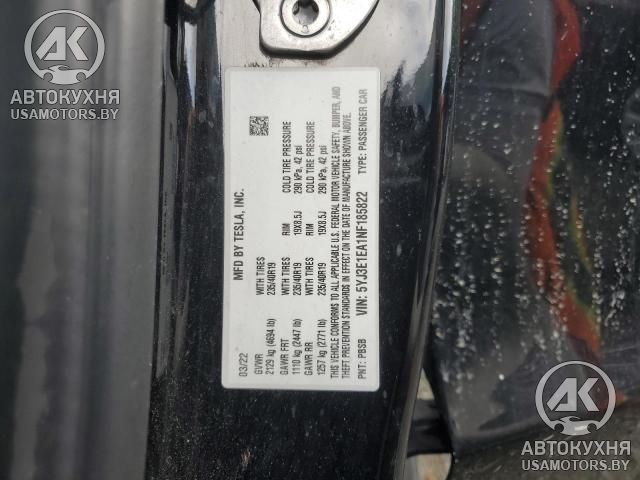 AK
АВТОКУХНЯ
USAMOTORS.BY
MFD BY TESLA, INC.
03/22
GVWR
2129 kg (4694 lb)
GAWR FRT WITH TIRES RIM COLD TIRE PRESSURE
1110 kg (2447 lb) 235/40R19 19X8.5J 290 kPa, 42 psi
GAWR RR WITH TIRES RIM COLD TIRE PRESSURE
1257 kg (2771 lb) 235/40R19 19X8.5J 290 kPa, 42 psi
WITH TIRES
235/40R19
THIS VEHICLE CONFORMS TO ALL APPLICABLE U.S. FEDERAL MOTOR VEHICLE SAFETY, BUMPER, AND
THEFT PREVENTION STANDARDS IN EFFECT ON THE DATE OF MANUFACTURE SHOWN ABOVE.
PNT: PBSB TYPE: PASSENGER CAR
VIN: 5YJ3E1EA1NF185822
AK
АВТОКУХНЯ
USAMOTORS.BY